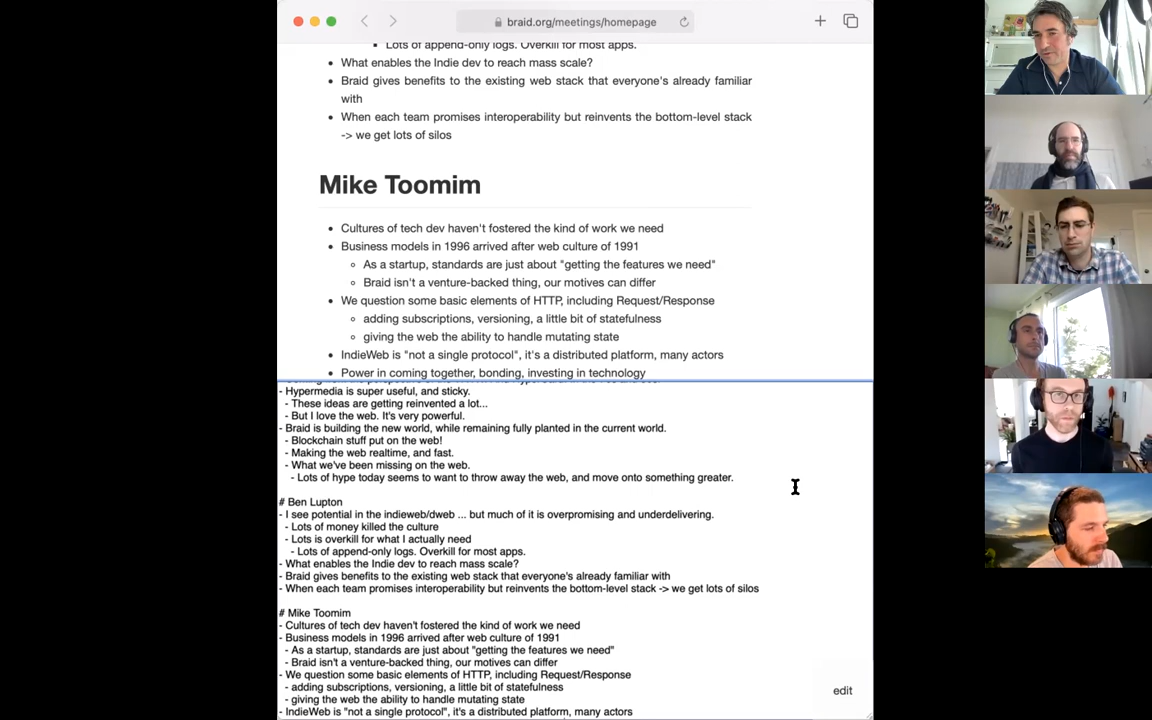 braid.org/meetings/homepage
Lots of append-only logs. Overkill for most apps.
What enables the Indie dev to reach mass scale?
Braid gives benefits to the existing web stack that everyone's already familiar
with
When each team promises interoperability but reinvents the bottom-level stack
-> we get lots of silos
Mike Toomim
Cultures of tech dev haven't fostered the kind of work we need
Business models in 1996 arrived after web culture of 1991
As a startup, standards are just about "getting the features we need"
Braid isn't a venture-backed thing, our motives can differ
We question some basic elements of HTTP, including Request/Response
adding subscriptions, versioning, a little bit of statefulness
giving the web the ability to handle mutating state
IndieWeb is "not a single protocol", it's a distributed platform, many actors
Power in coming together, bonding, investing in technology
- Hypermedia is super useful, and sticky.
- These ideas are getting reinvented a lot...
- But I love the web. It's very powerful.
- Braid is building the new world, while remaining fully planted in the current world.
- Blockchain stuff put on the web!
- Making the web realtime, and fast.
- What we've been missing on the web.
- Lots of hype today seems to want to throw away the web, and move onto something greater.
# Ben Lupton
- I see potential in the indieweb/dweb ... but much of it is overpromising and underdelivering.
- Lots of money killed the culture
- Lots is overkill for what I actually need
- Lots of append-only logs. Overkill for most apps.
- What enables the Indie dev to reach mass scale?
- Braid gives benefits to the existing web stack that everyone's already familiar with
- When each team promises interoperability but reinvents the bottom-level stack -> we get lots of silos
# Mike Toomim
- Cultures of tech dev haven't fostered the kind of work we need
- Business models in 1996 arrived after web culture of 1991
- As a startup, standards are just about "getting the features we need"
- Braid isn't a venture-backed thing, our motives can differ
- We question some basic elements of HTTP, including Request/Response
- adding subscriptions, versioning, a little bit of statefulness
- giving the web the ability to handle mutating state
- IndieWeb is "not a single protocol", it's a distributed platform, many actors
edit